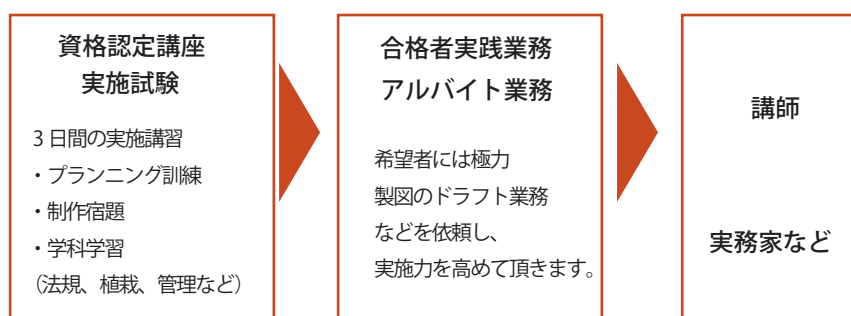 資格認定講座
実施試験
3日間の実施講習
・プランニング訓練
・制作宿題
・学科学習
（法規、植栽、管理など）
合格者実践業務
アルバイト業務
希望者には極力
製図のドラフト業務
などを依頼し、
実施力を高めて頂きます。
講師
実務家など